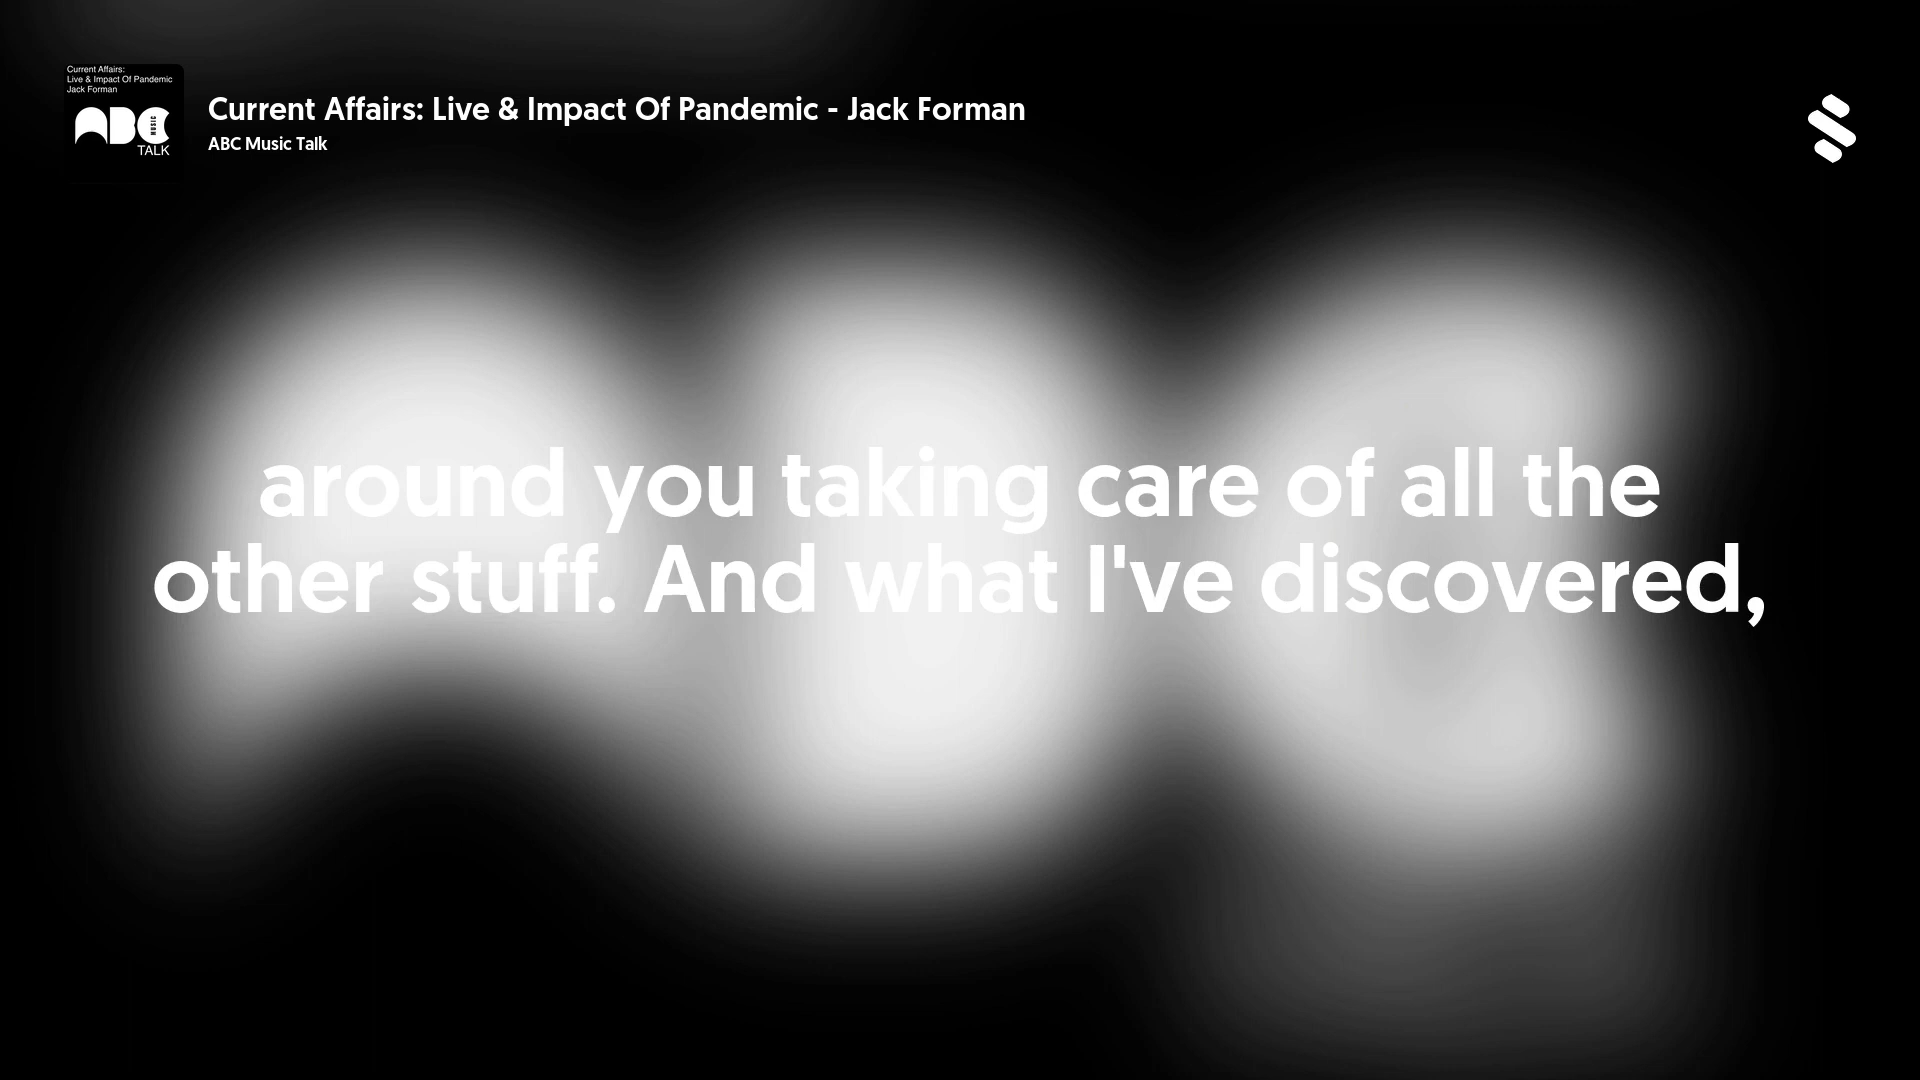 Current Affairs:
Live & Impact Of Pandemic
Jack Forman
ABC
MUSIC
TALK
Current Affairs: Live & Impact Of Pandemic - Jack Forman
ABC Music Talk
around you taking care of all the
other stuff. And what I've discovered,